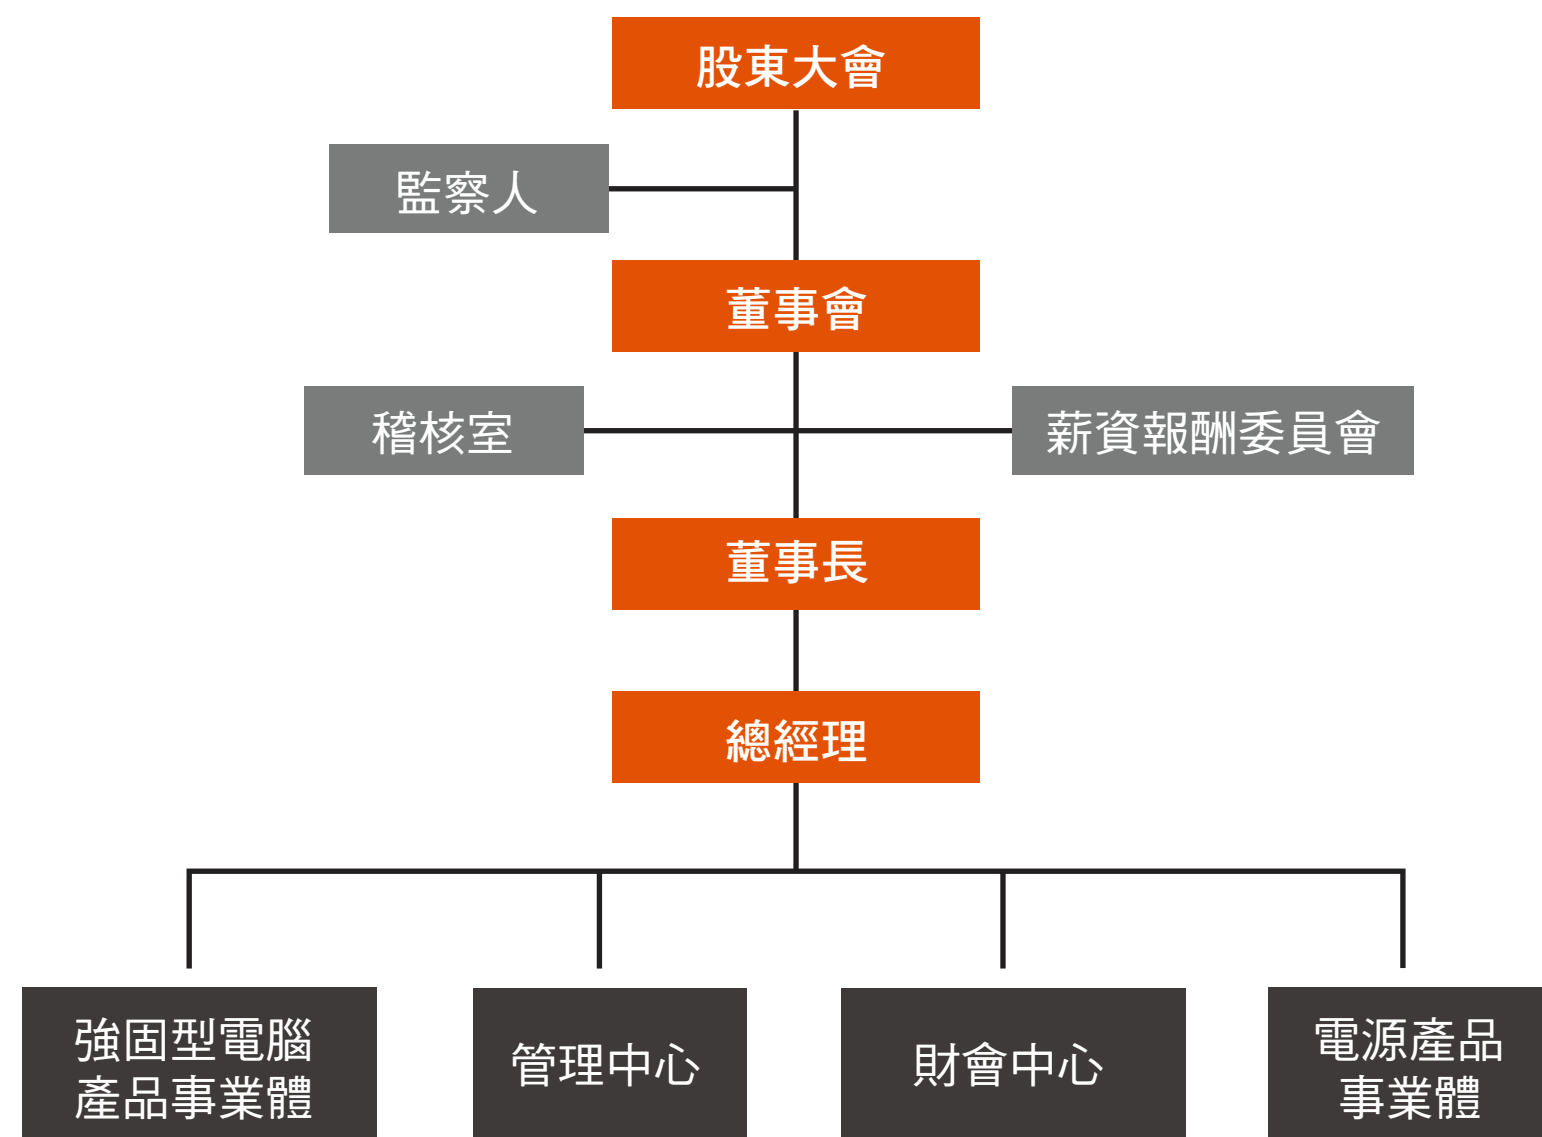 股東大會
監察人
董事會
稽核室
薪資報酬委員會
董事長
總經理
強固型電腦
產品事業體
管理中心
財會中心
電源產品
事業體